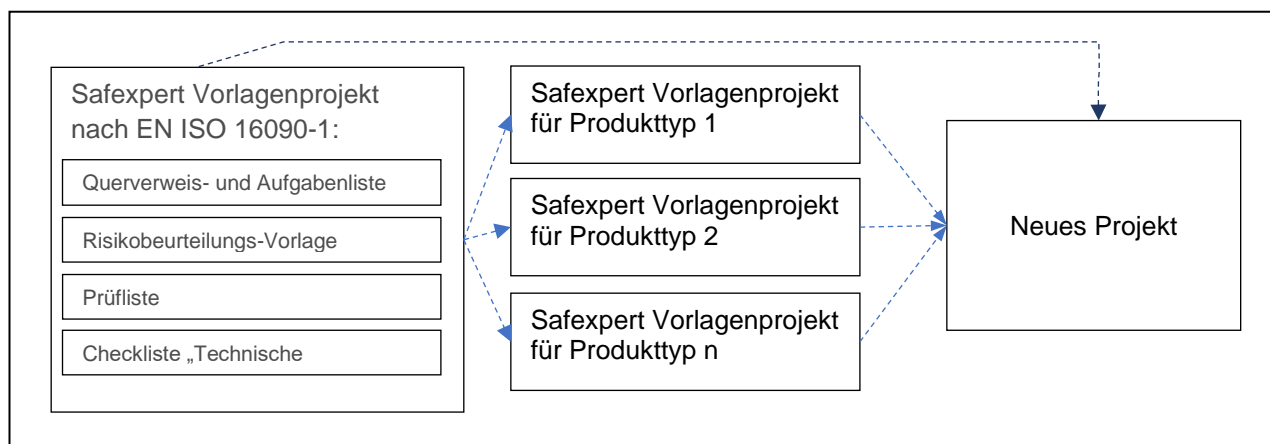 Safexpert Vorlagenprojekt
nach EN ISO 16090-1:
Querverweis- und Aufgabenliste
Risikobeurteilungs-Vorlage
Prüfliste
Checkliste „Technische
Safexpert Vorlagenprojekt
für Produkttyp 1
Safexpert Vorlagenprojekt
für Produkttyp 2
Safexpert Vorlagenprojekt
für Produkttyp n
Neues Projekt